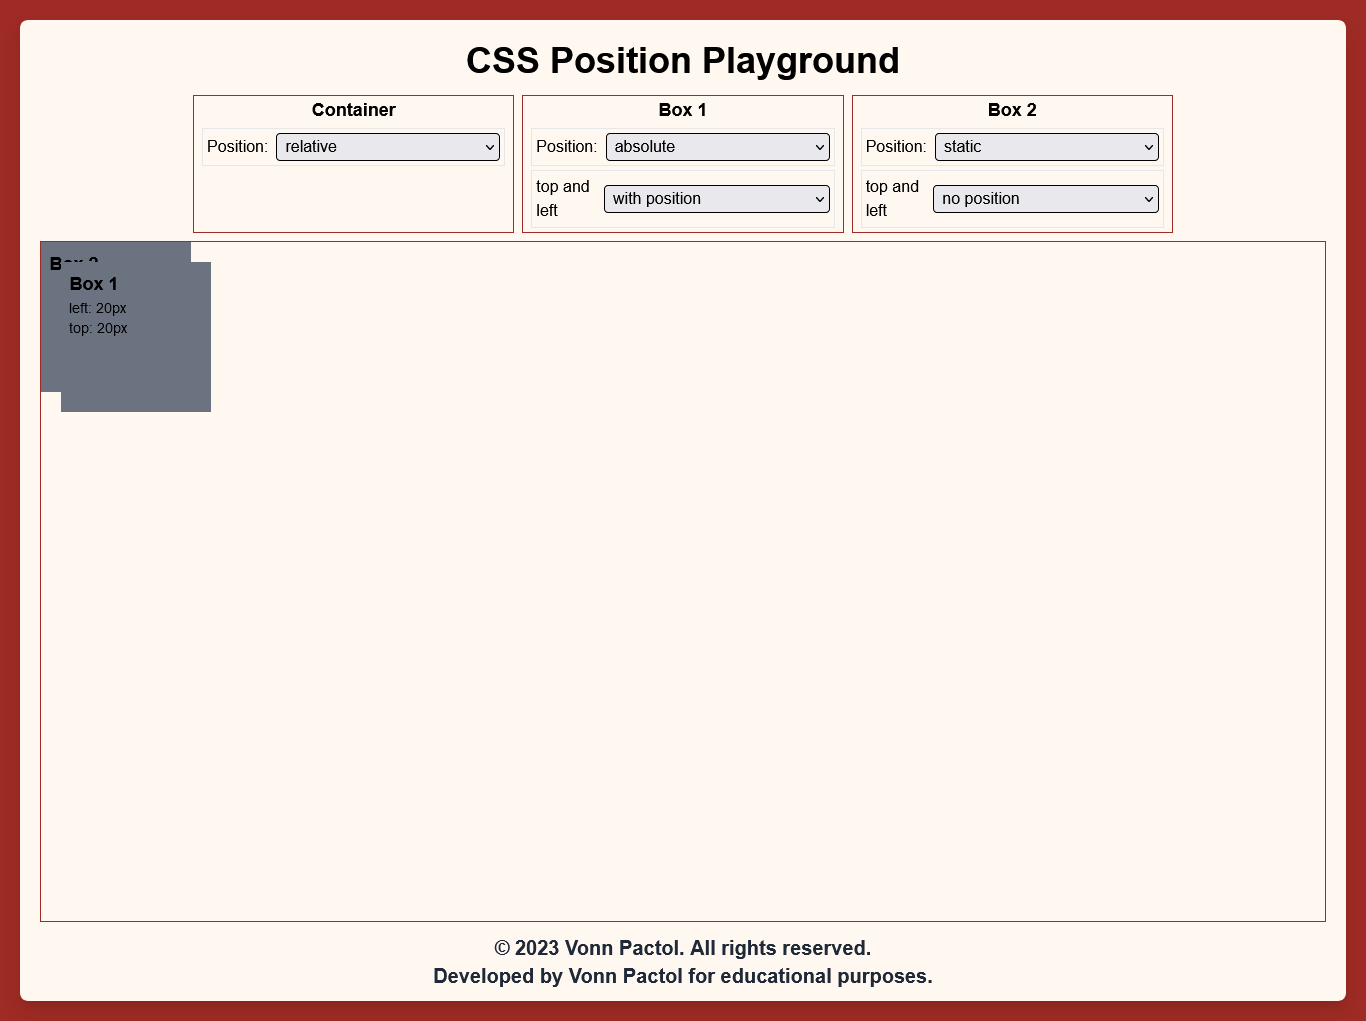 CSS Position Playground
Container
Position: relative
Box 1
Position: absolute
top and
left
with position
Box 2
Position: static
top and
left
no position
Box 2
Box 1
left: 20px
top: 20px
© 2023 Vonn Pactol. All rights reserved.
Developed by Vonn Pactol for educational purposes.